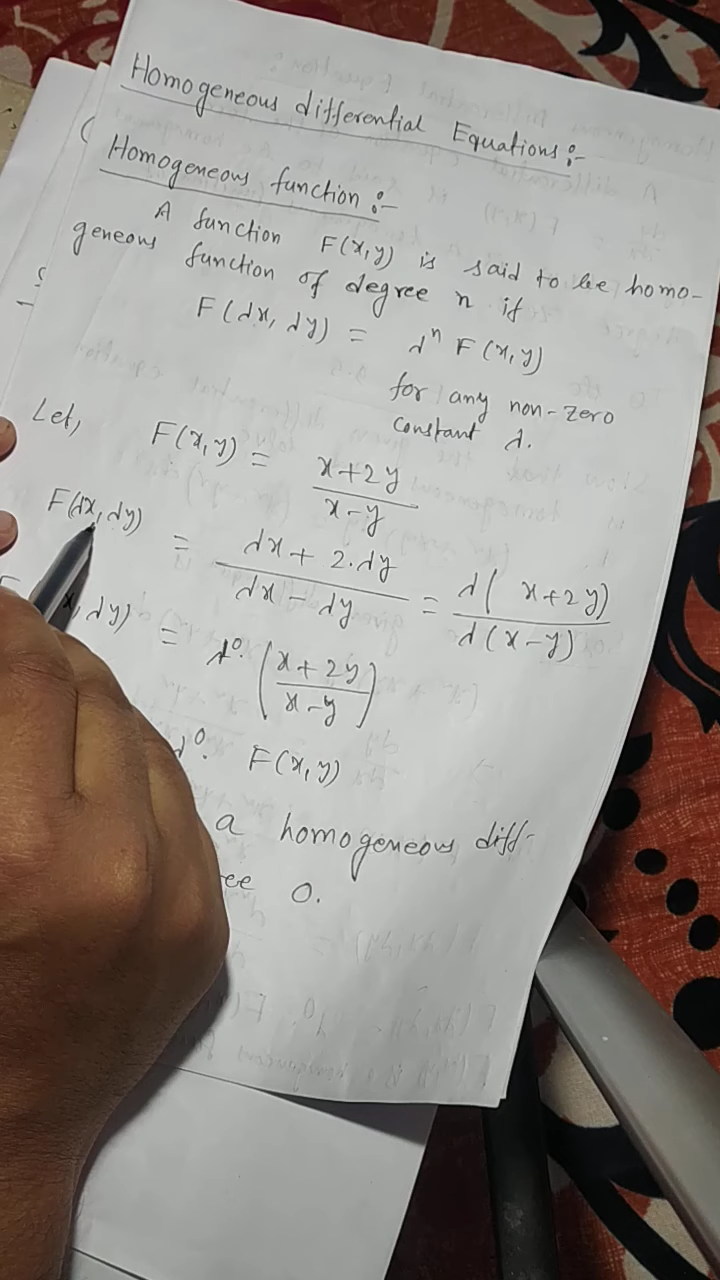 Homogeneous differential Equations:-
Homogeneous function:-
A function F(x,y) is said to be homo-
geneous function of degree n if
F(λx, λy) = λⁿ F(x,y)
for any non-zero
constant λ.
Let, F(x,y) = (x+2y)/(x-y)
F(λx, λy) = (λx + 2.λy)/(λx - λy) = λ(x+2y)/λ(x-y)
x, λy) = λ⁰. ((x+2y)/(x-y))
λ⁰. F(x,y)
a homogeneous diff-
ee 0.